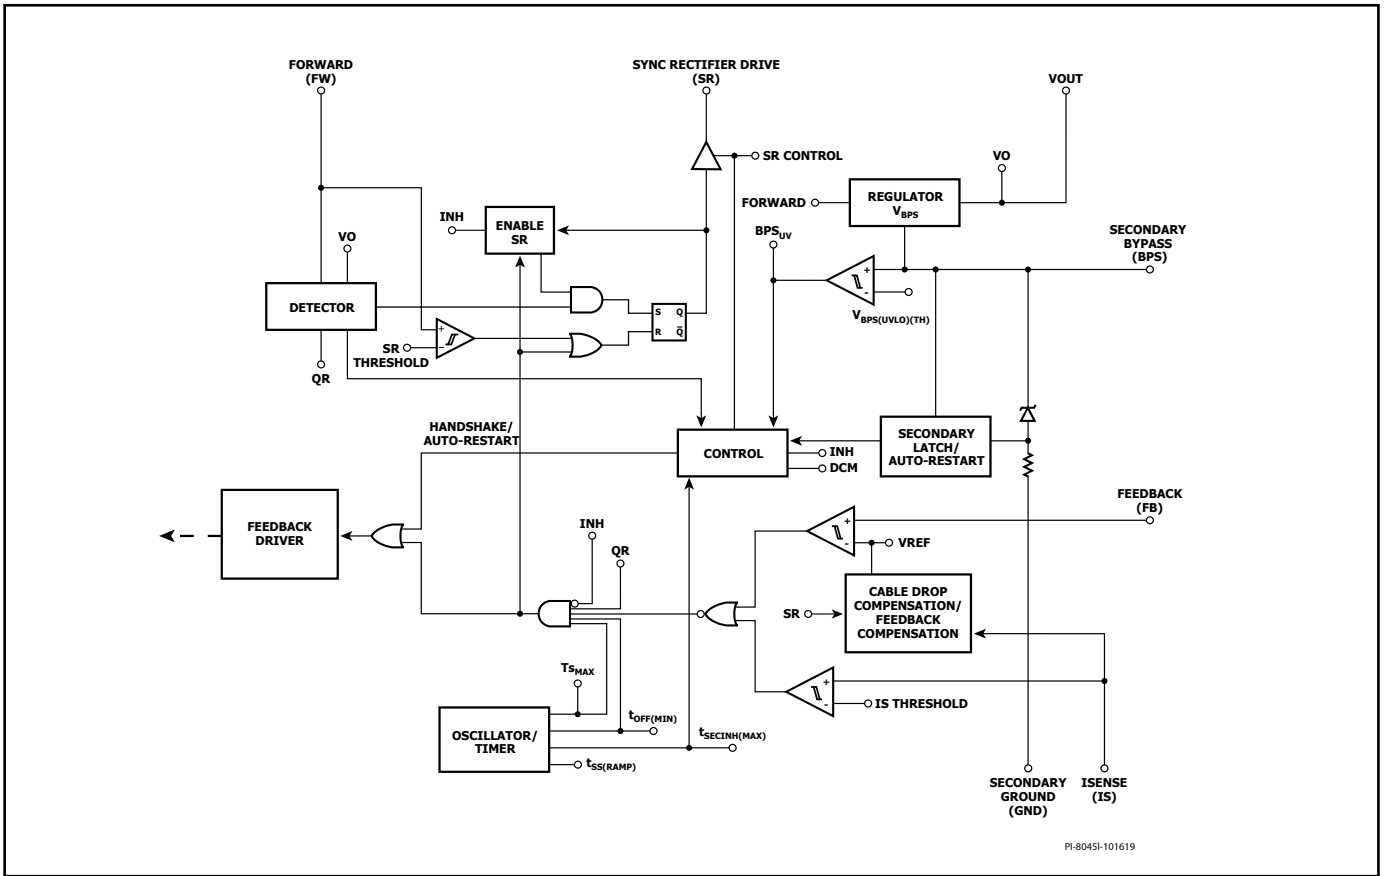 FORWARD
(FW)
SYNC RECTIFIER DRIVE
(SR)
VOUT
SR CONTROL
VO
INH
ENABLE
SR
FORWARD
REGULATOR
VBPS
VO
BPSUV
SECONDARY
BYPASS
(BPS)
DETECTOR
+
-
VBPS(UVLO)(TH)
S Q
R Q̅
+
-
SR
THRESHOLD
QR
HANDSHAKE/
AUTO-RESTART
CONTROL
INH
DCM
SECONDARY
LATCH/
AUTO-RESTART
FEEDBACK
DRIVER
INH
QR
+
-
VREF
FEEDBACK
(FB)
SR
CABLE DROP
COMPENSATION/
FEEDBACK
COMPENSATION
TsMAX
+
-
IS THRESHOLD
OSCILLATOR/
TIMER
tOFF(MIN)
tSECINH(MAX)
tSS(RAMP)
SECONDARY
GROUND
(GND)
ISENSE
(IS)
PI-8045l-101619